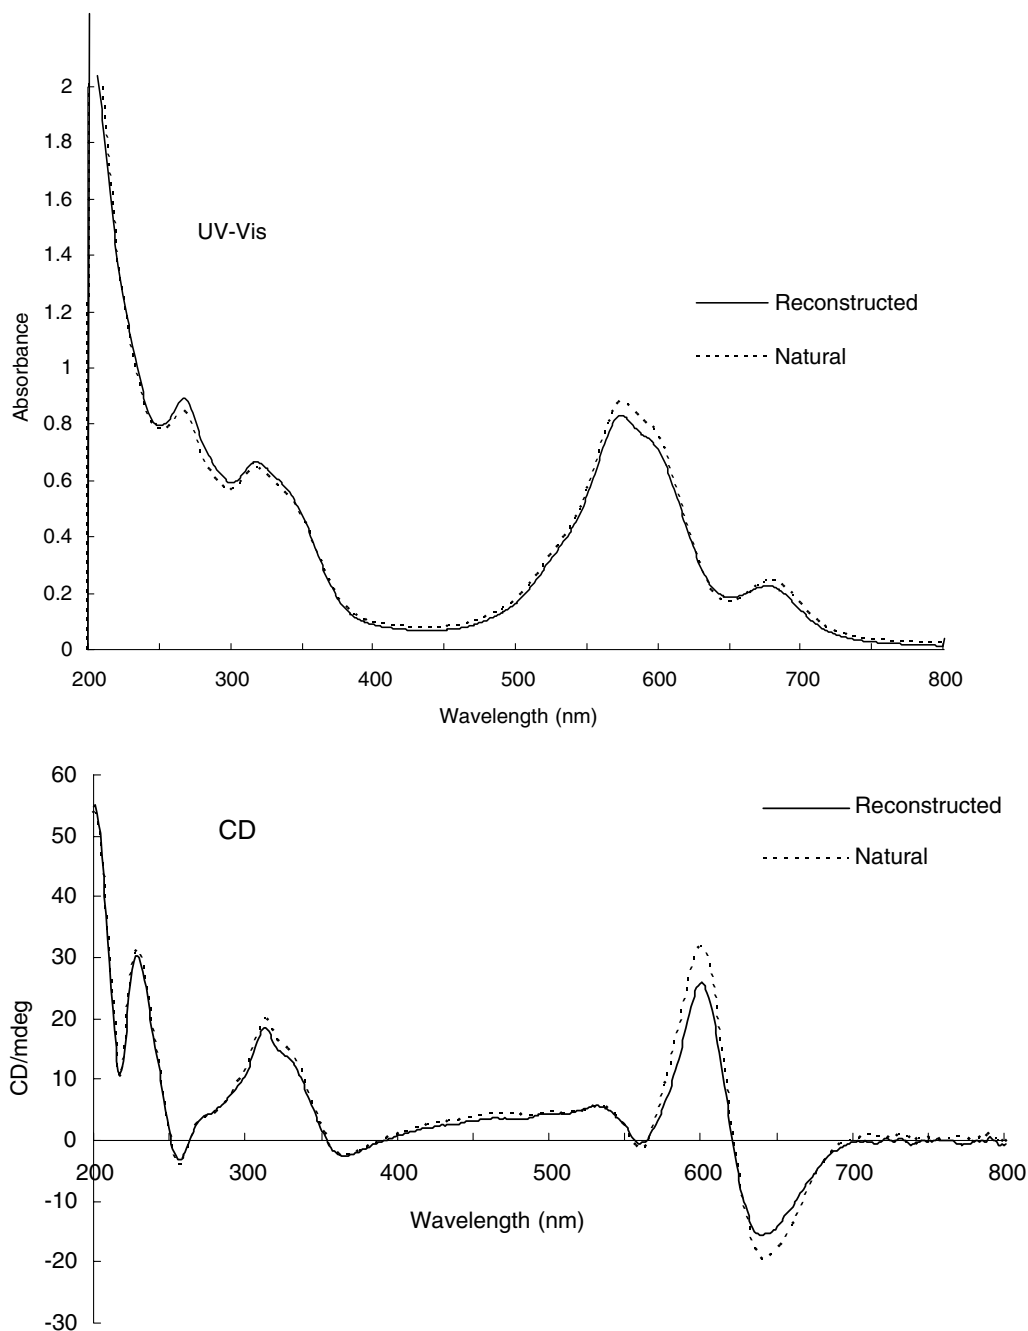 2
1.8
1.6
UV-Vis
1.4
1.2
Reconstructed
1
Natural
Absorbance
0.8
0.6
0.4
0.2
0
200 300 400 500 600 700 800
Wavelength (nm)
60
50
CD
Reconstructed
Natural
40
30
20
CD/mdeg
10
0
200 300 400 500 600 700 800
-10
Wavelength (nm)
-20
-30